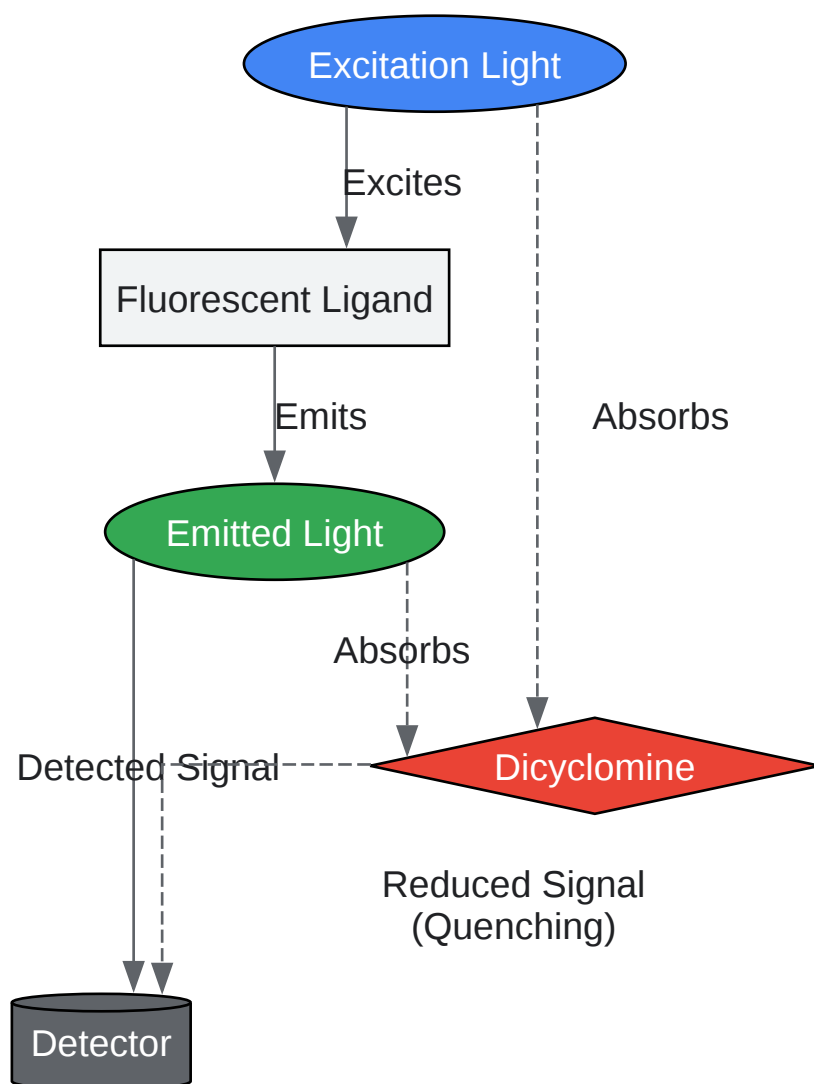 Excitation Light
Excites
Fluorescent Ligand
Emits
Absorbs
Emitted Light
Absorbs
Detected Signal
Dicyclomine
Reduced Signal
(Quenching)
Detector